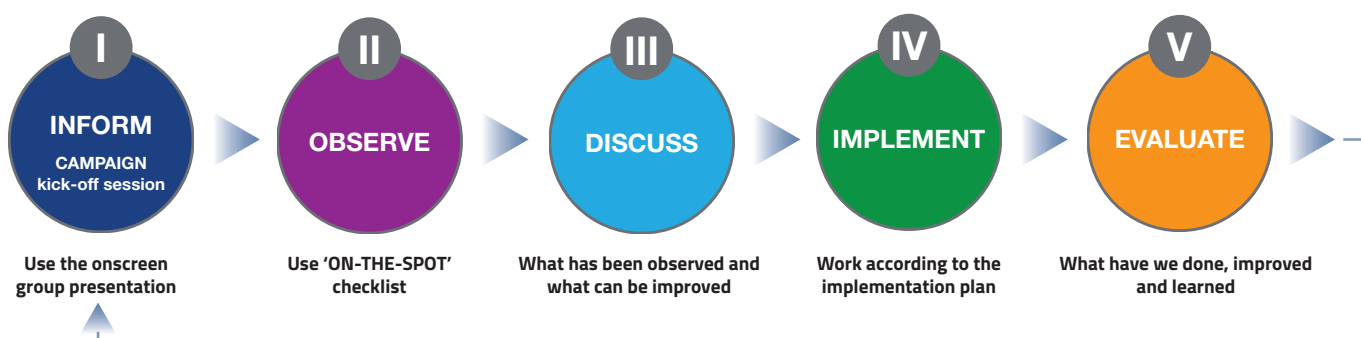 I
INFORM
CAMPAIGN
kick-off session
Use the onscreen
group presentation
II
OBSERVE
Use ‘ON-THE-SPOT’
checklist
III
DISCUSS
What has been observed and
what can be improved
IV
IMPLEMENT
Work according to the
implementation plan
V
EVALUATE
What have we done, improved
and learned